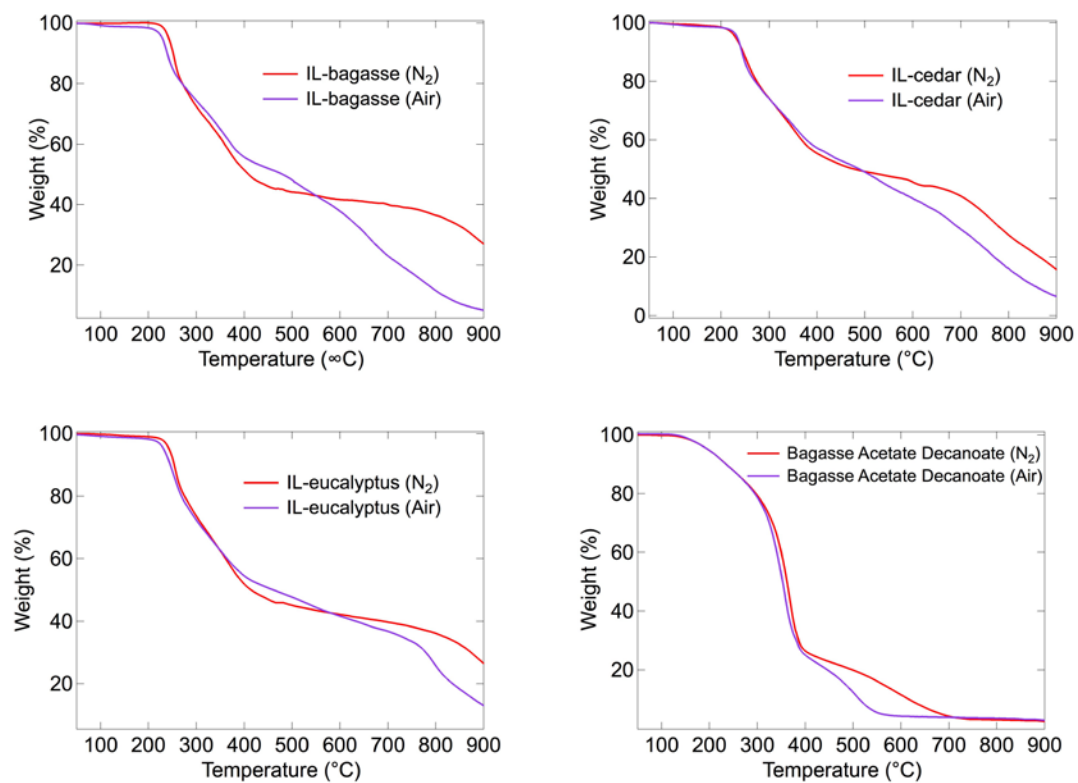 100
80
60
40
20
Weight (%)
IL-bagasse (N₂)
IL-bagasse (Air)
100 200 300 400 500 600 700 800 900
Temperature (∞C)
100
80
60
40
20
0
Weight (%)
IL-cedar (N₂)
IL-cedar (Air)
100 200 300 400 500 600 700 800 900
Temperature (°C)
100
80
60
40
20
Weight (%)
IL-eucalyptus (N₂)
IL-eucalyptus (Air)
100 200 300 400 500 600 700 800 900
Temperature (°C)
100
80
60
40
20
Weight (%)
Bagasse Acetate Decanoate (N₂)
Bagasse Acetate Decanoate (Air)
100 200 300 400 500 600 700 800 900
Temperature (°C)